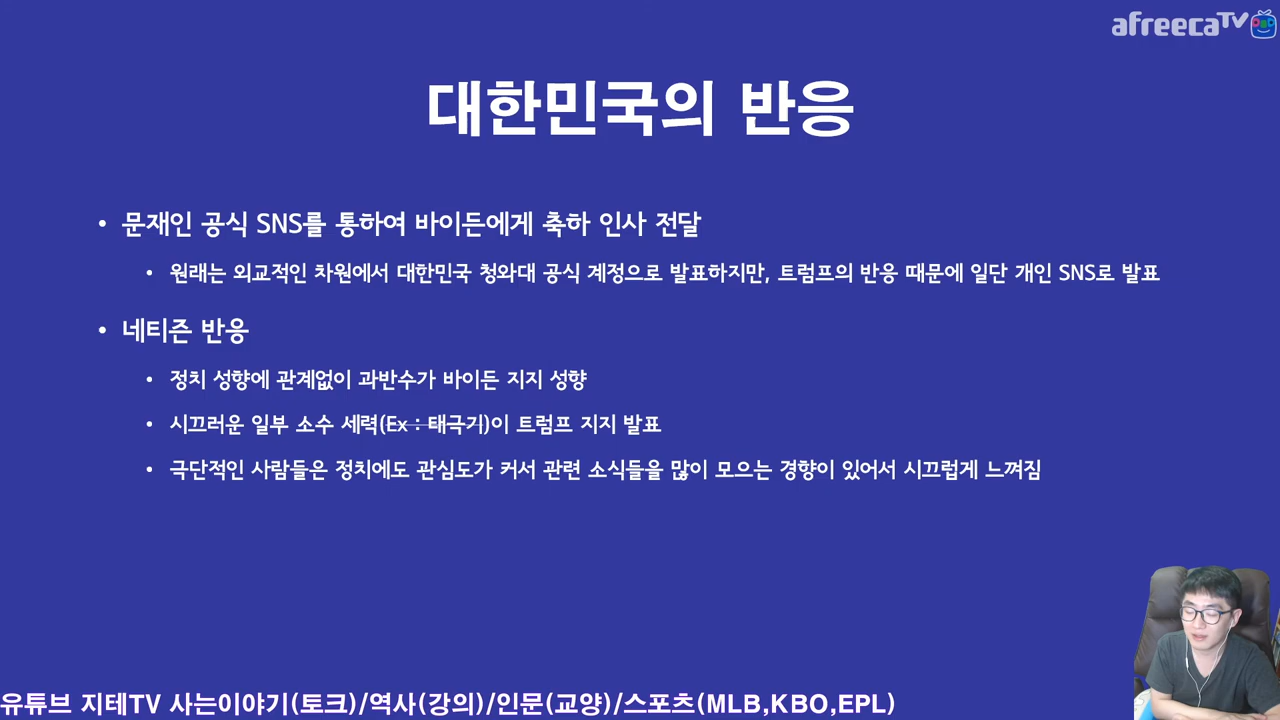 afreecaTV
대한민국의 반응
• 문재인 공식 SNS를 통하여 바이든에게 축하 인사 전달
• 원래는 외교적인 차원에서 대한민국 청와대 공식 계정으로 발표하지만, 트럼프의 반응 때문에 일단 개인 SNS로 발표
• 네티즌 반응
• 정치 성향에 관계없이 과반수가 바이든 지지 성향
• 시끄러운 일부 소수 세력(Ex : 태극기)이 트럼프 지지 발표
• 극단적인 사람들은 정치에도 관심도가 커서 관련 소식들을 많이 모으는 경향이 있어서 시끄럽게 느껴짐
유튜브 지테TV 사는이야기(토크)/역사(강의)/인문(교양)/스포츠(MLB,KBO,EPL)